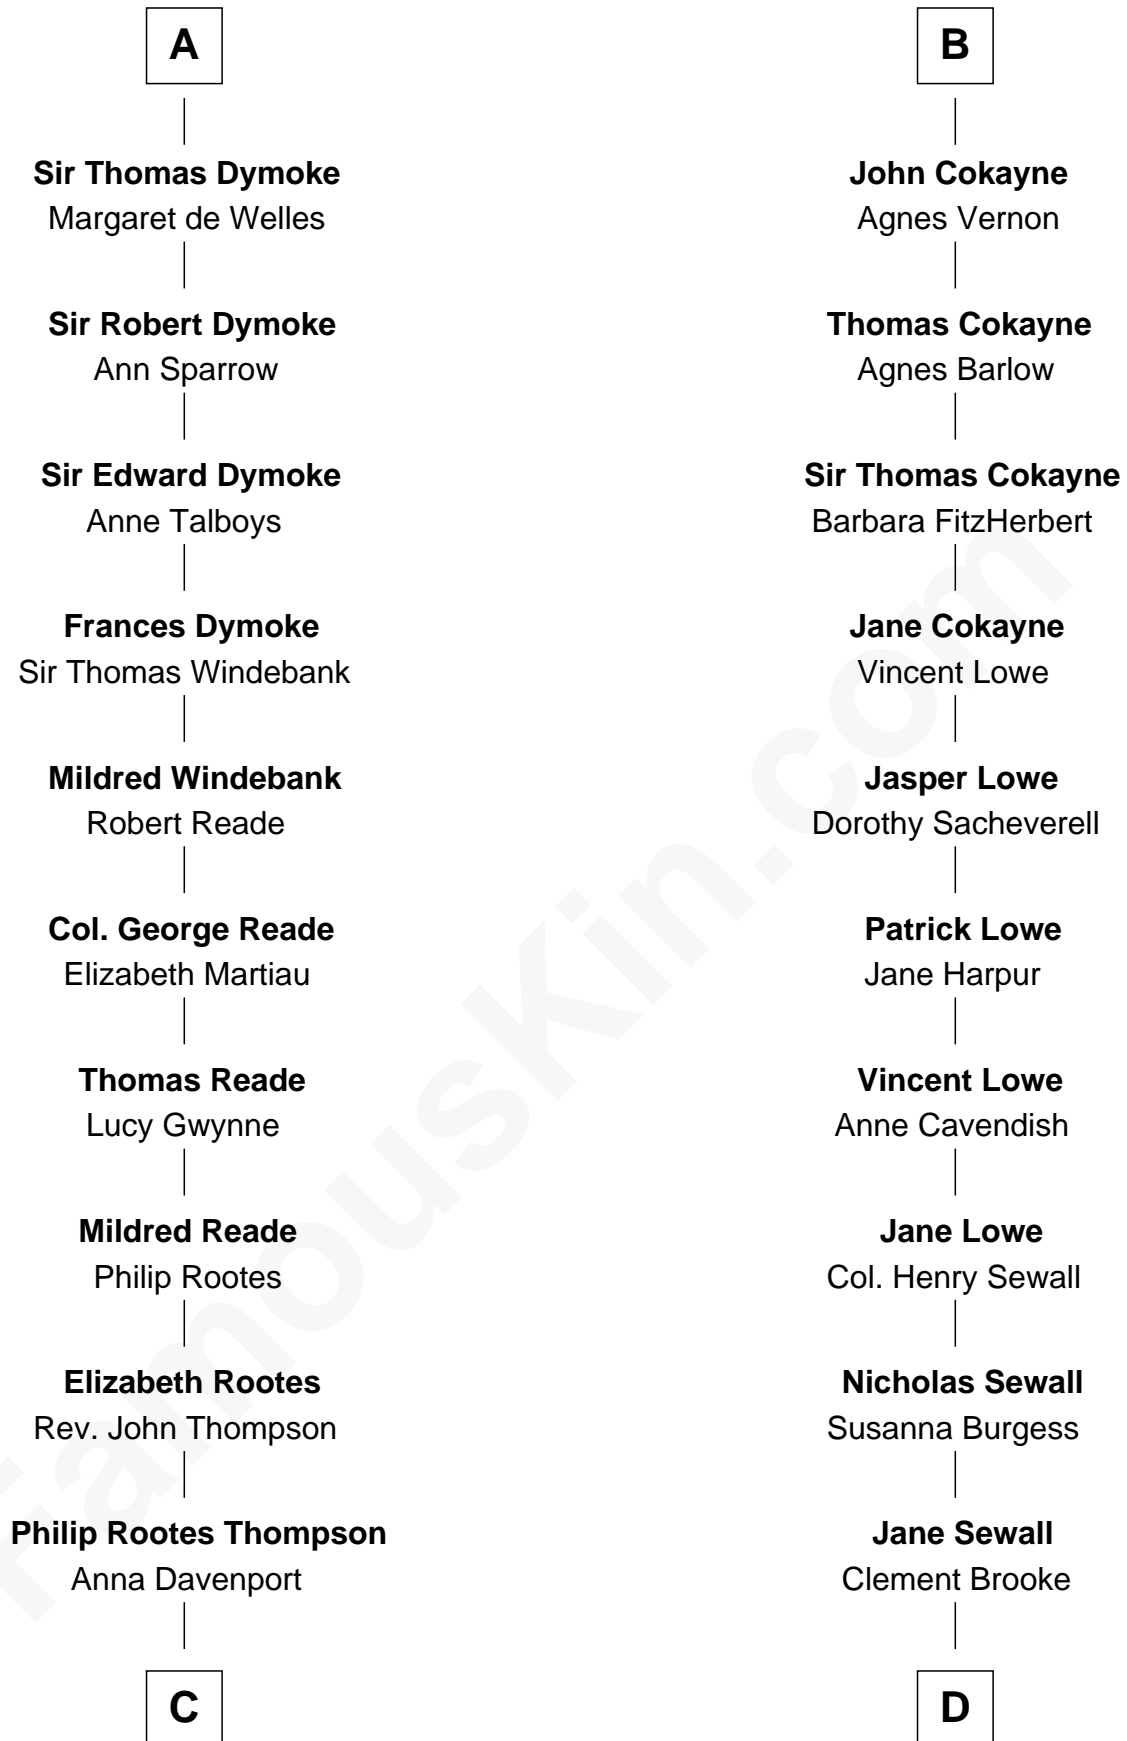 A
Sir Thomas Dymoke
Margaret de Welles
Sir Robert Dymoke
Ann Sparrow
Sir Edward Dymoke
Anne Talboys
Frances Dymoke
Sir Thomas Windebank
Mildred Windebank
Robert Reade
Col. George Reade
Elizabeth Martiau
Thomas Reade
Lucy Gwynne
Mildred Reade
Philip Rootes
Elizabeth Rootes
Rev. John Thompson
Philip Rootes Thompson
Anna Davenport
C
B
John Cokayne
Agnes Vernon
Thomas Cokayne
Agnes Barlow
Sir Thomas Cokayne
Barbara FitzHerbert
Jane Cokayne
Vincent Lowe
Jasper Lowe
Dorothy Sacheverell
Patrick Lowe
Jane Harpur
Vincent Lowe
Anne Cavendish
Jane Lowe
Col. Henry Sewall
Nicholas Sewall
Susanna Burgess
Jane Sewall
Clement Brooke
D
FamousKin.com